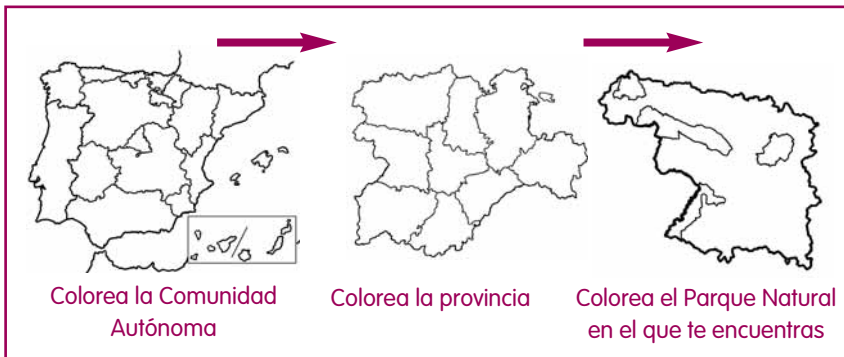 Colorea la Comunidad
Autónoma
Colorea la provincia
Colorea el Parque Natural
en el que te encuentras